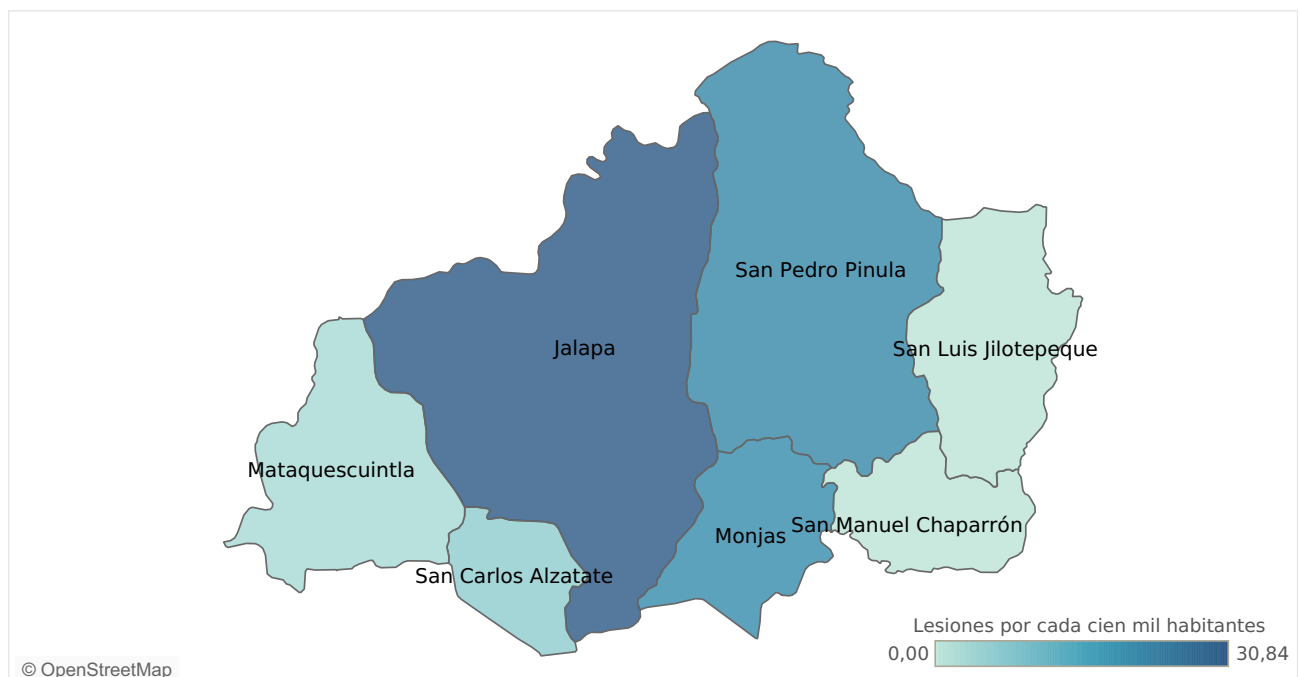 San Pedro Pinula
Jalapa
San Luis Jilotepeque
Mataquescuintla
San Manuel Chaparrón
Monjas
San Carlos Alzatate
Lesiones por cada cien mil habitantes
0,00 30,84
© OpenStreetMap